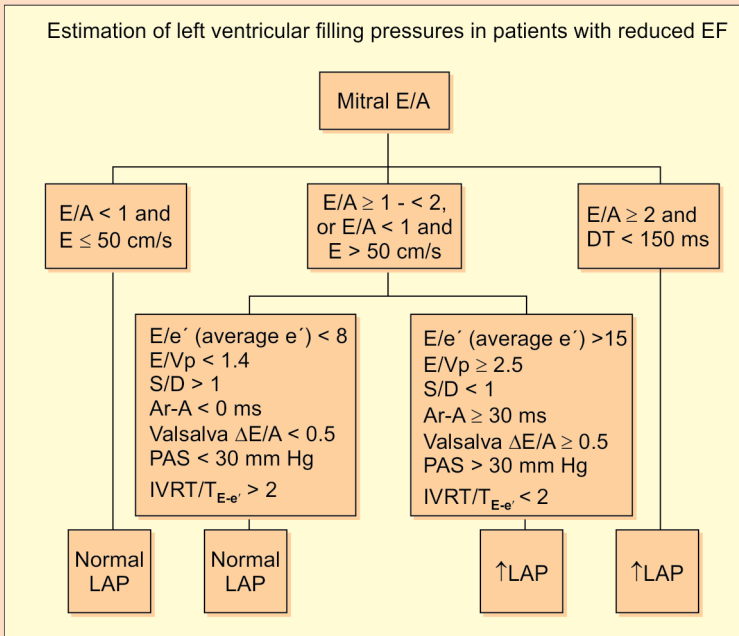 Estimation of left ventricular filling pressures in patients with reduced EF
Mitral E/A
E/A < 1 and
E ≤ 50 cm/s
E/A ≥ 1 - < 2,
or E/A < 1 and
E > 50 cm/s
E/A ≥ 2 and
DT < 150 ms
E/e´ (average e´) < 8
E/Vp < 1.4
S/D > 1
Ar-A < 0 ms
Valsalva ΔE/A < 0.5
PAS < 30 mm Hg
IVRT/T_E-e′ > 2
E/e´ (average e´) >15
E/Vp ≥ 2.5
S/D < 1
Ar-A ≥ 30 ms
Valsalva ΔE/A ≥ 0.5
PAS > 30 mm Hg
IVRT/T_E-e′ < 2
Normal
LAP
Normal
LAP
↑LAP
↑LAP